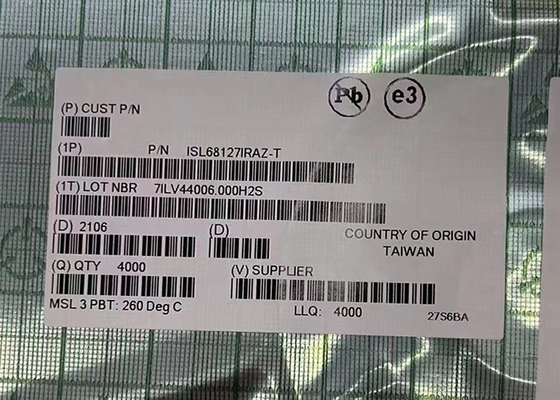 Pb e3
(P) CUST P/N
(1P) P/N ISL68127IRAZ-T
(1T) LOT NBR 7ILV44006.000H2S
(D) 2106 (D)
COUNTRY OF ORIGIN
TAIWAN
(Q) QTY 4000 (V) SUPPLIER
MSL 3 PBT: 260 Deg C LLQ: 4000 27S6BA